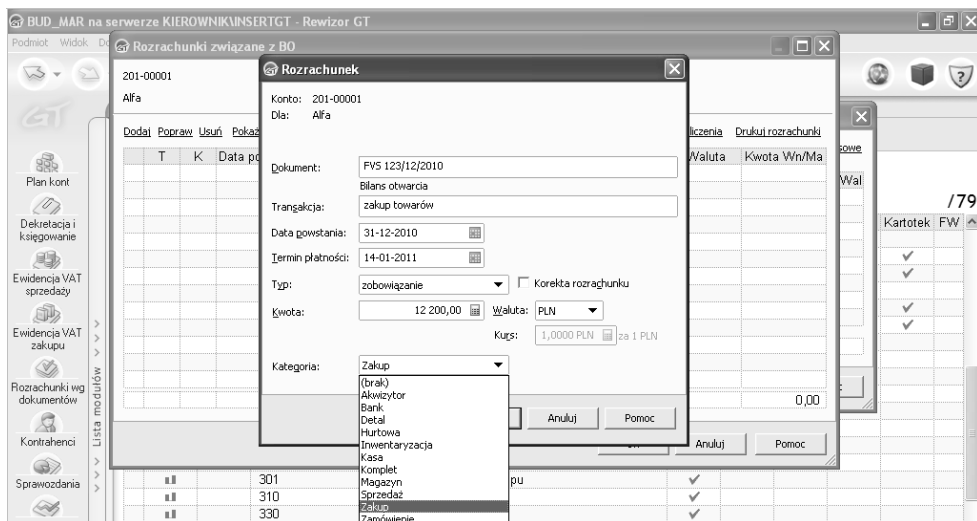 BUD_MAR na serwerze KIEROWNIK\INSERTGT - Rewizor GT
Podmiot Widok
Rozrachunki związane z BO
201-00001
Alfa
Dodaj Popraw Usuń
Drukuj rozrachunki
T K
Waluta Kwota Wn/Ma
0,00
Anuluj Pomoc
Rozrachunek
Konto: 201-00001
Dla: Alfa
Dokument: FVS 123/12/2010
Bilans otwarcia
Transakcja: zakup towarów
Data powstania: 31-12-2010
Termin płatności: 14-01-2011
Typ: zobowiązanie Korekta rozrachunku
Kwota: 12 200,00 Waluta: PLN
Kurs: 1,0000 PLN za 1 PLN
Kategoria: Zakup
(brak)
Akwizytor
Bank
Detal
Hurtowa
Inwentaryzacja
Kasa
Komplet
Magazyn
Sprzedaż
Zakup
Zamówienie
Anuluj Pomoc
GT
Plan kont
Dekretacja i
księgowanie
Ewidencja VAT
sprzedaży
Ewidencja VAT
zakupu
Rozrachunki wg
dokumentów
Kontrahenci
Sprawozdania
Lista modułów
/79
Kartotek FW
301
310
330